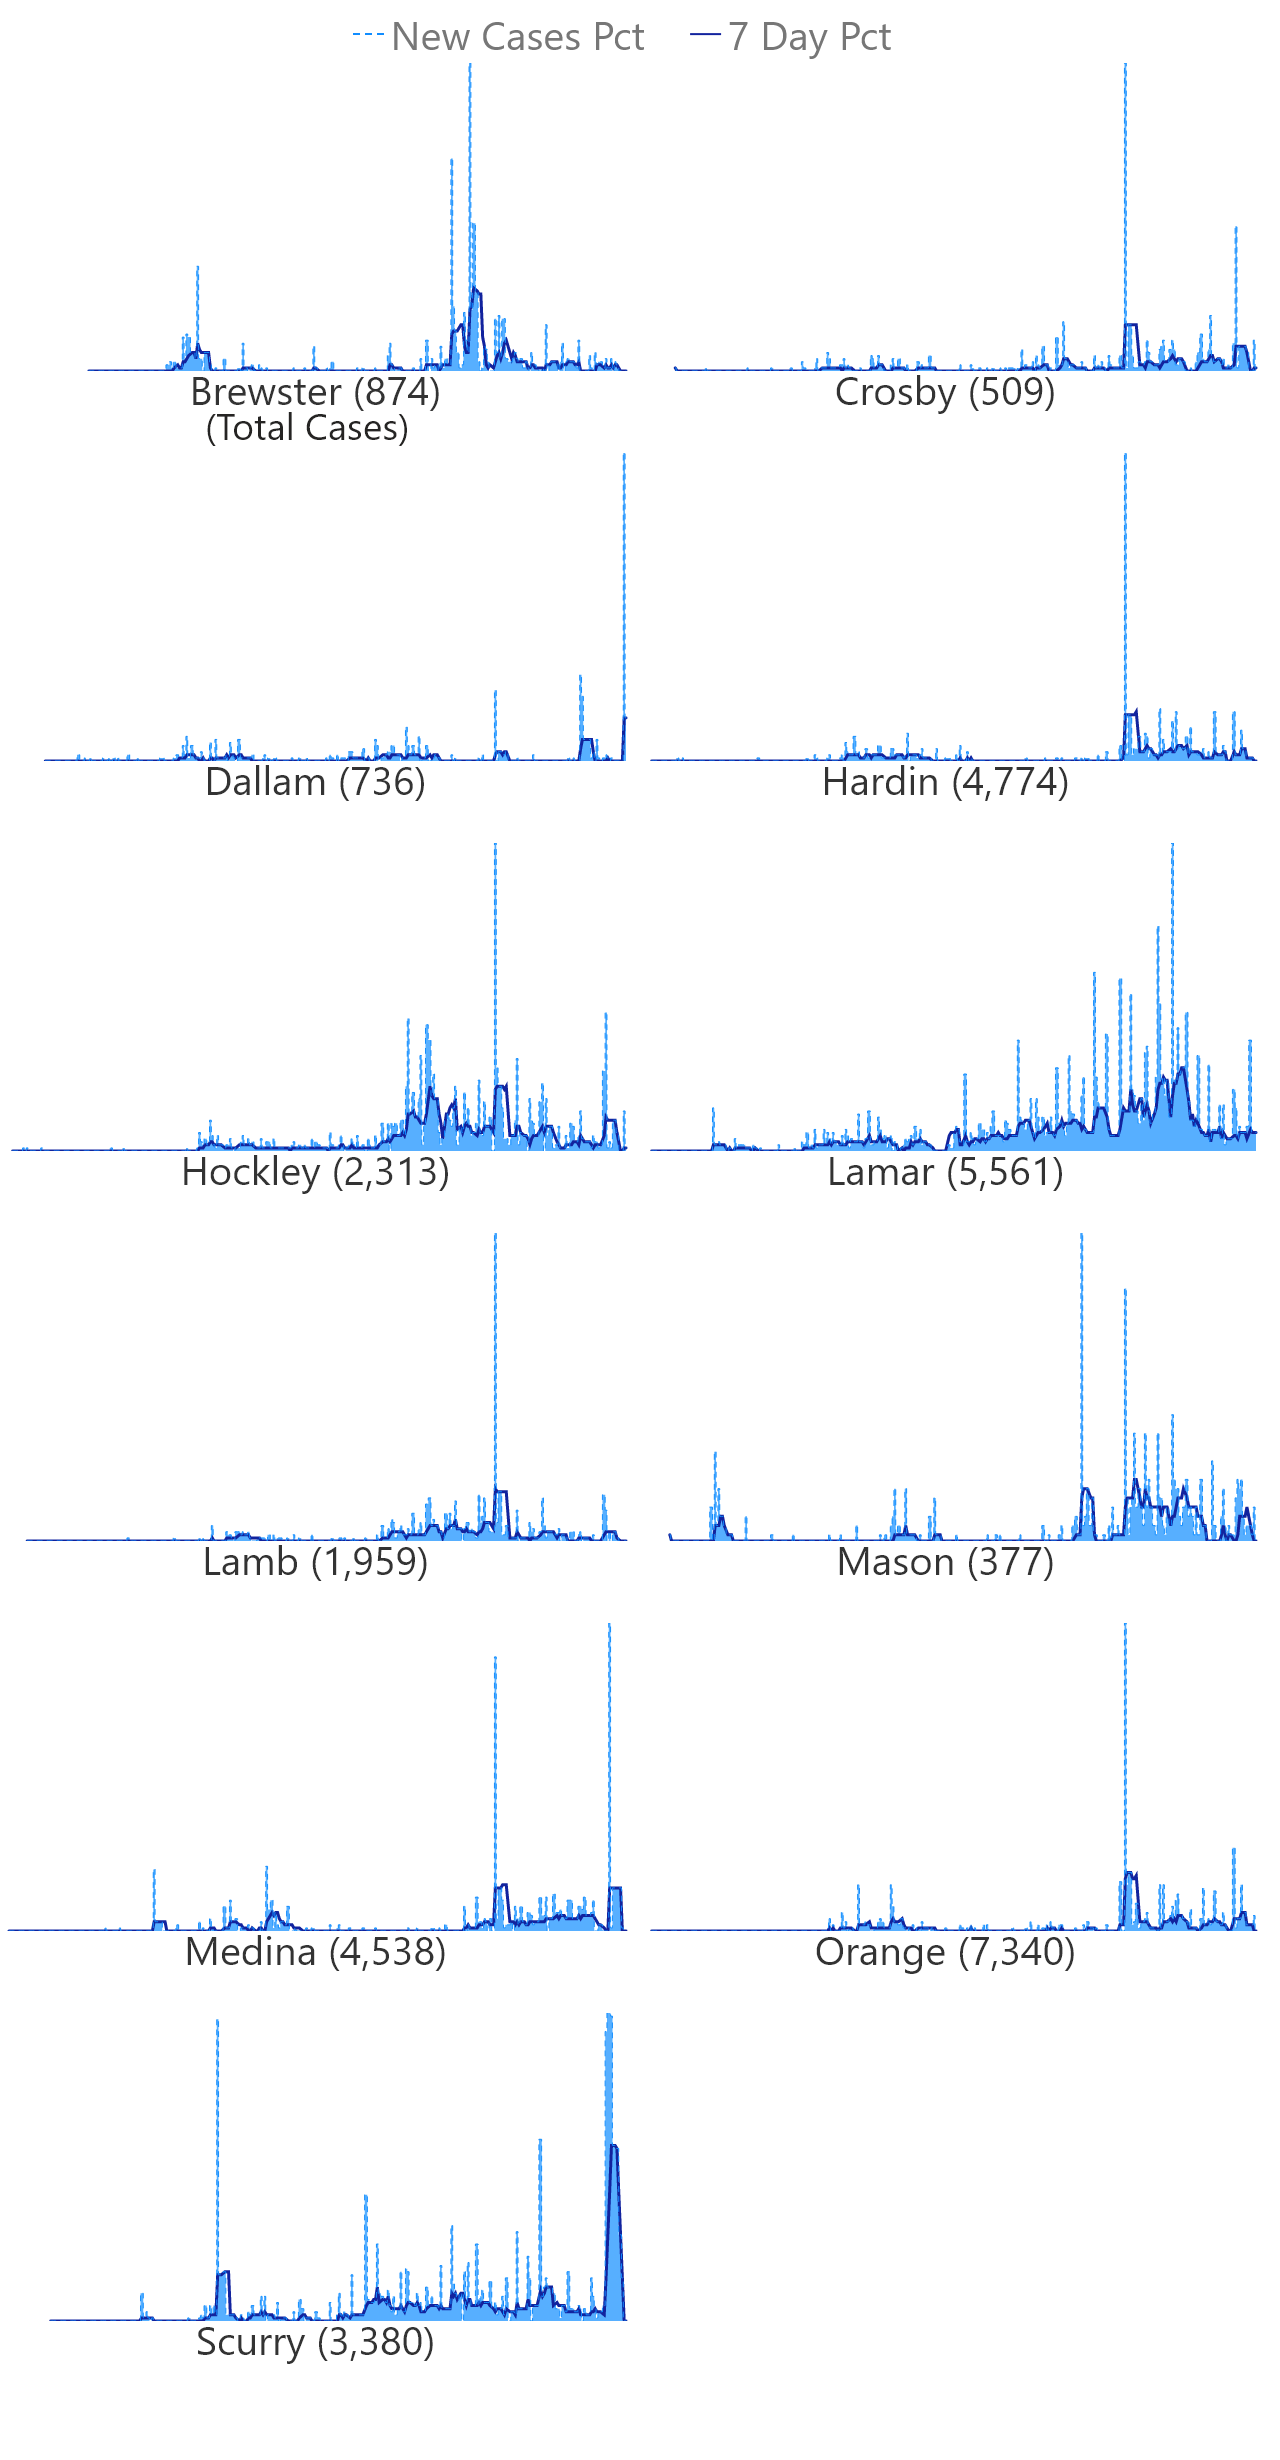 New Cases Pct 7 Day Pct
Brewster (874) Crosby (509)
(Total Cases)
Dallam (736) Hardin (4,774)
Hockley (2,313) Lamar (5,561)
Lamb (1,959) Mason (377)
Medina (4,538) Orange (7,340)
Scurry (3,380)